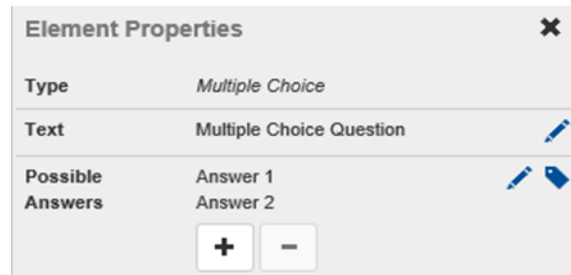 Element Properties
Type Multiple Choice
Text Multiple Choice Question
Possible Answers Answer 1
Answer 2